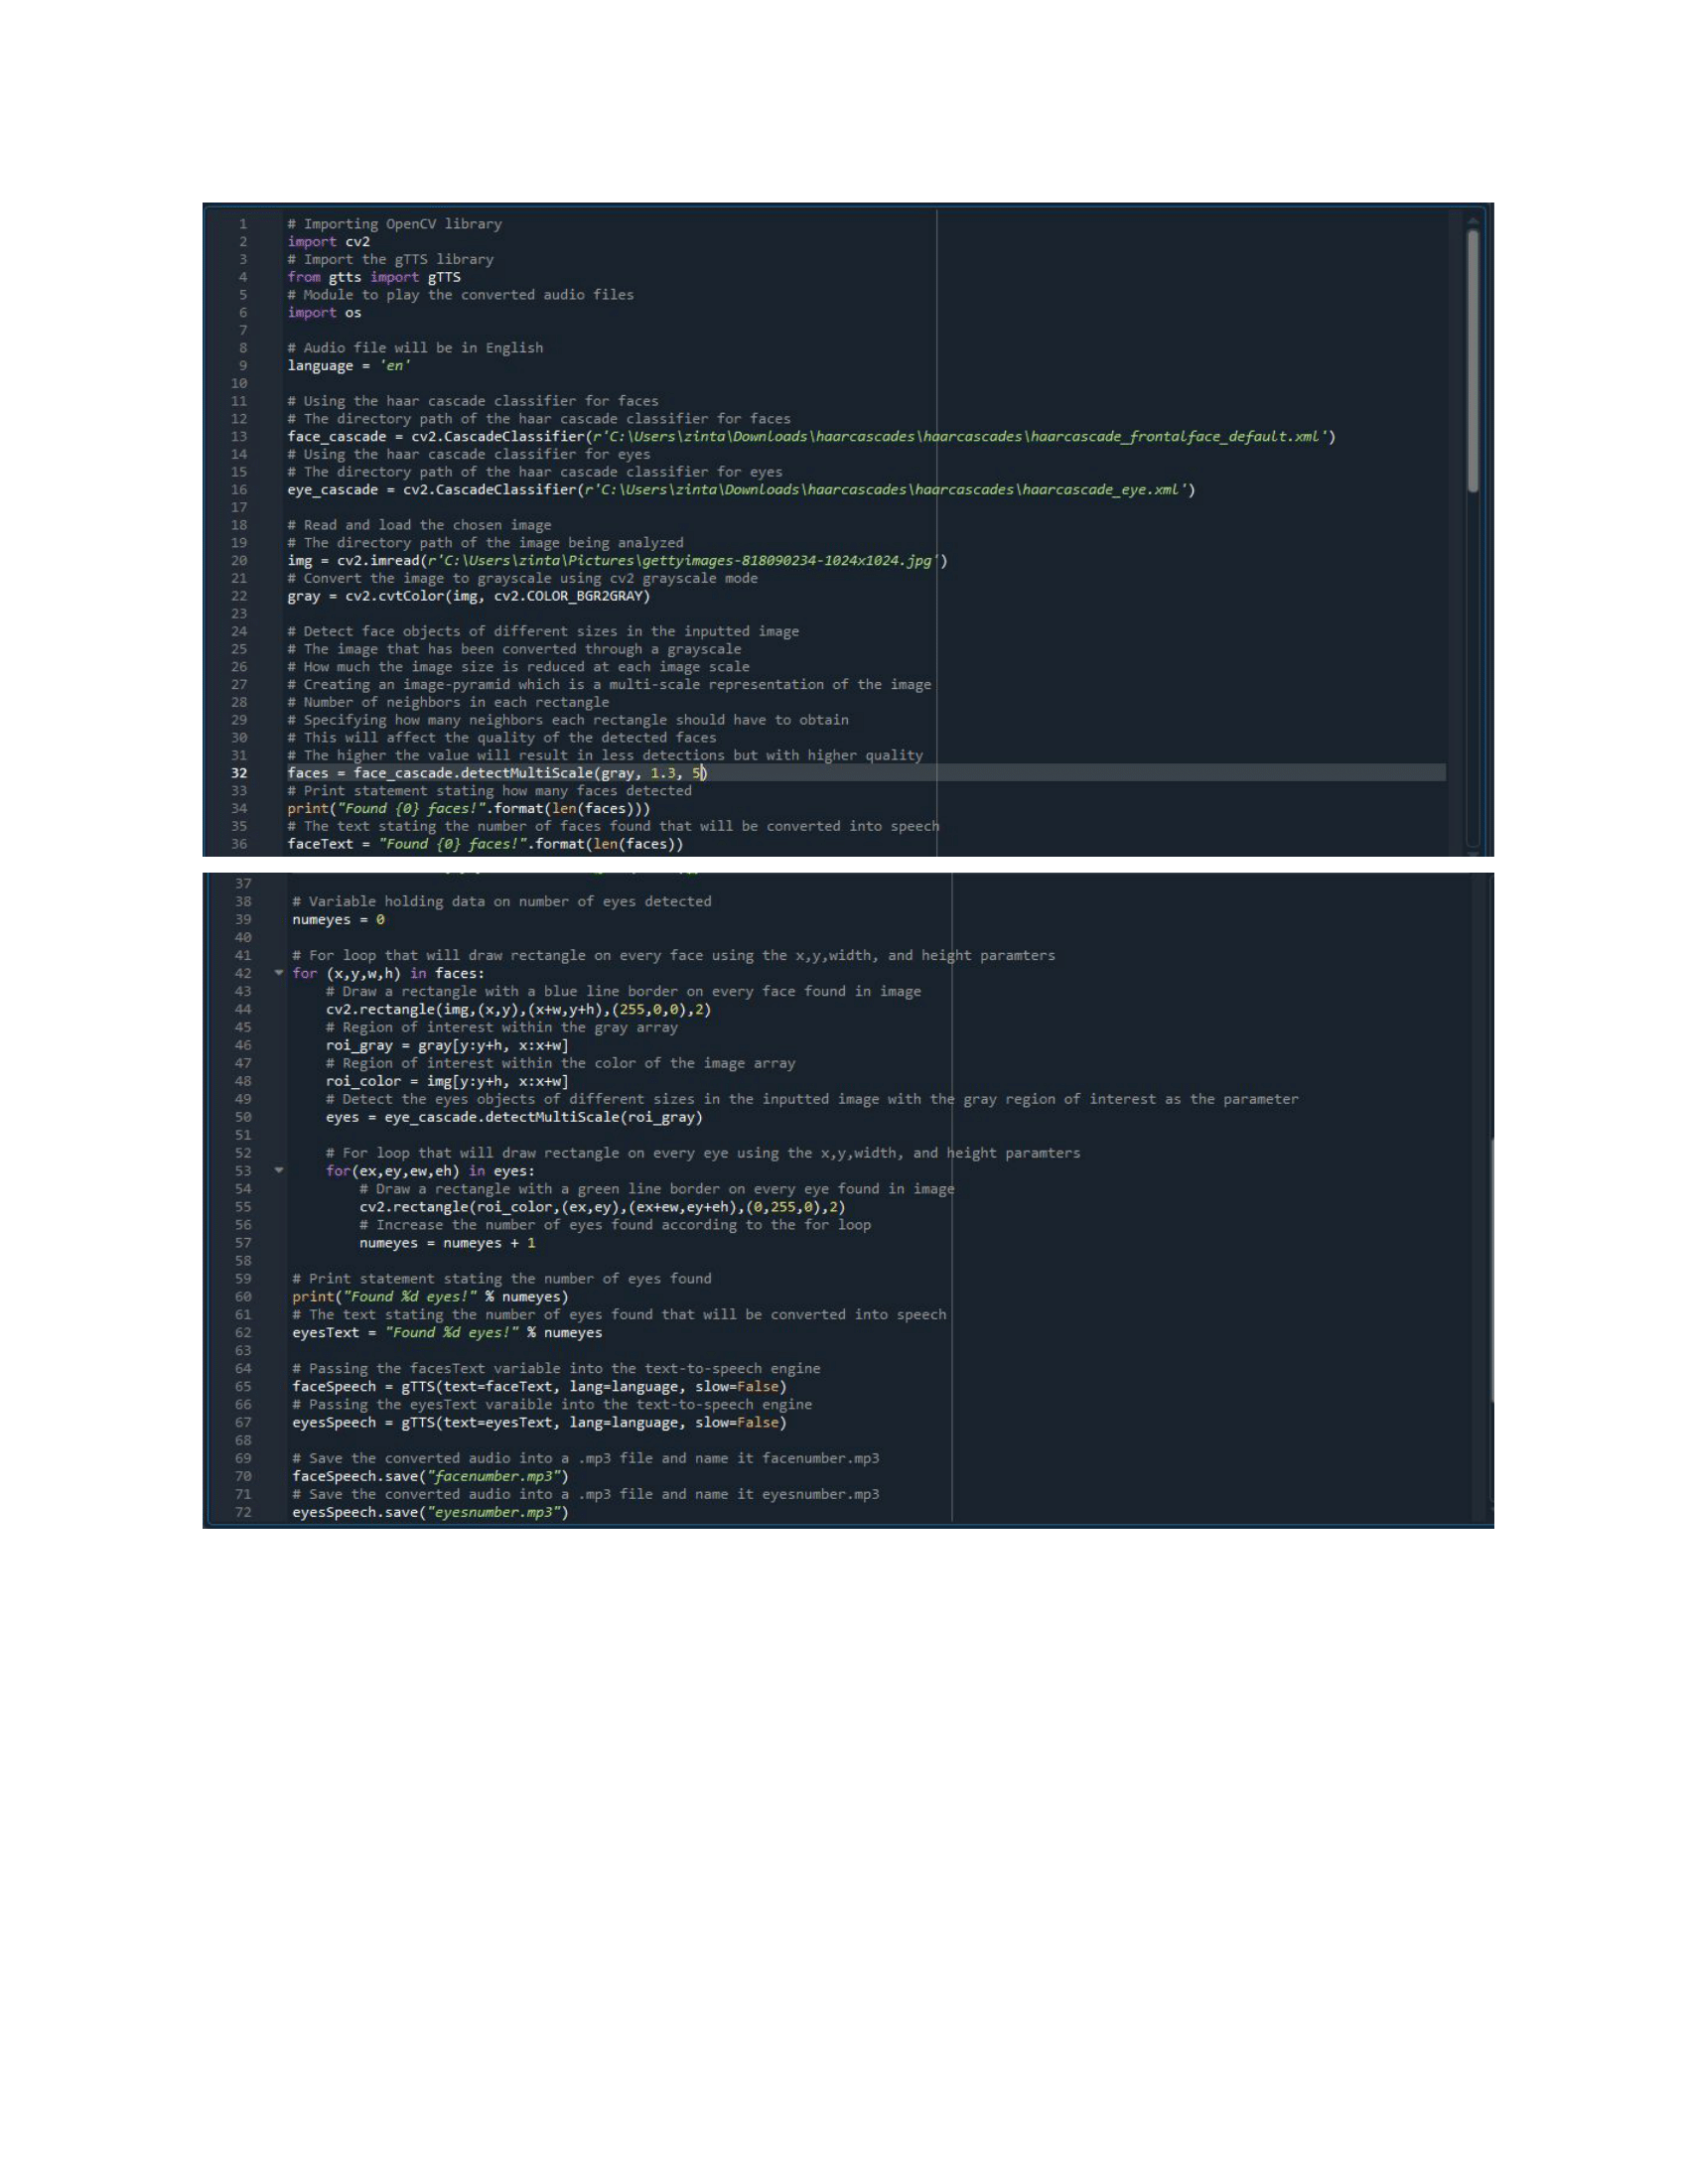 1 # Importing OpenCV library
2 import cv2
3 # Import the gTTS library
4 from gtts import gTTS
5 # Module to play the converted audio files
6 import os
7
8 # Audio file will be in English
9 language = 'en'
10
11 # Using the haar cascade classifier for faces
12 # The directory path of the haar cascade classifier for faces
13 face_cascade = cv2.CascadeClassifier(r'C:\Users\zinta\Downloads\haarcascades\haarcascades\haarcascade_frontalface_default.xml')
14 # Using the haar cascade classifier for eyes
15 # The directory path of the haar cascade classifier for eyes
16 eye_cascade = cv2.CascadeClassifier(r'C:\Users\zinta\Downloads\haarcascades\haarcascades\haarcascade_eye.xml')
17
18 # Read and load the chosen image
19 # The directory path of the image being analyzed
20 img = cv2.imread(r'C:\Users\zinta\Pictures\gettyimages-818090234-1024x1024.jpg')
21 # Convert the image to grayscale using cv2 grayscale mode
22 gray = cv2.cvtColor(img, cv2.COLOR_BGR2GRAY)
23
24 # Detect face objects of different sizes in the inputted image
25 # The image that has been converted through a grayscale
26 # How much the image size is reduced at each image scale
27 # Creating an image-pyramid which is a multi-scale representation of the image
28 # Number of neighbors in each rectangle
29 # Specifying how many neighbors each rectangle should have to obtain
30 # This will affect the quality of the detected faces
31 # The higher the value will result in less detections but with higher quality
32 faces = face_cascade.detectMultiScale(gray, 1.3, 5)
33 # Print statement stating how many faces detected
34 print("Found {0} faces!".format(len(faces)))
35 # The text stating the number of faces found that will be converted into speech
36 faceText = "Found {0} faces!".format(len(faces))
37
38 # Variable holding data on number of eyes detected
39 numeyes = 0
40
41 # For loop that will draw rectangle on every face using the x,y,width, and height paramters
42 for (x,y,w,h) in faces:
43 # Draw a rectangle with a blue line border on every face found in image
44 cv2.rectangle(img,(x,y),(x+w,y+h),(255,0,0),2)
45 # Region of interest within the gray array
46 roi_gray = gray[y:y+h, x:x+w]
47 # Region of interest within the color of the image array
48 roi_color = img[y:y+h, x:x+w]
49 # Detect the eyes objects of different sizes in the inputted image with the gray region of interest as the parameter
50 eyes = eye_cascade.detectMultiScale(roi_gray)
51
52 # For loop that will draw rectangle on every eye using the x,y,width, and height paramters
53 for(ex,ey,ew,eh) in eyes:
54 # Draw a rectangle with a green line border on every eye found in image
55 cv2.rectangle(roi_color,(ex,ey),(ex+ew,ey+eh),(0,255,0),2)
56 # Increase the number of eyes found according to the for loop
57 numeyes = numeyes + 1
58
59 # Print statement stating the number of eyes found
60 print("Found %d eyes!" % numeyes)
61 # The text stating the number of eyes found that will be converted into speech
62 eyesText = "Found %d eyes!" % numeyes
63
64 # Passing the facesText variable into the text-to-speech engine
65 faceSpeech = gTTS(text=faceText, lang=language, slow=False)
66 # Passing the eyesText varaible into the text-to-speech engine
67 eyesSpeech = gTTS(text=eyesText, lang=language, slow=False)
68
69 # Save the converted audio into a .mp3 file and name it facenumber.mp3
70 faceSpeech.save("facenumber.mp3")
71 # Save the converted audio into a .mp3 file and name it eyesnumber.mp3
72 eyesSpeech.save("eyesnumber.mp3")